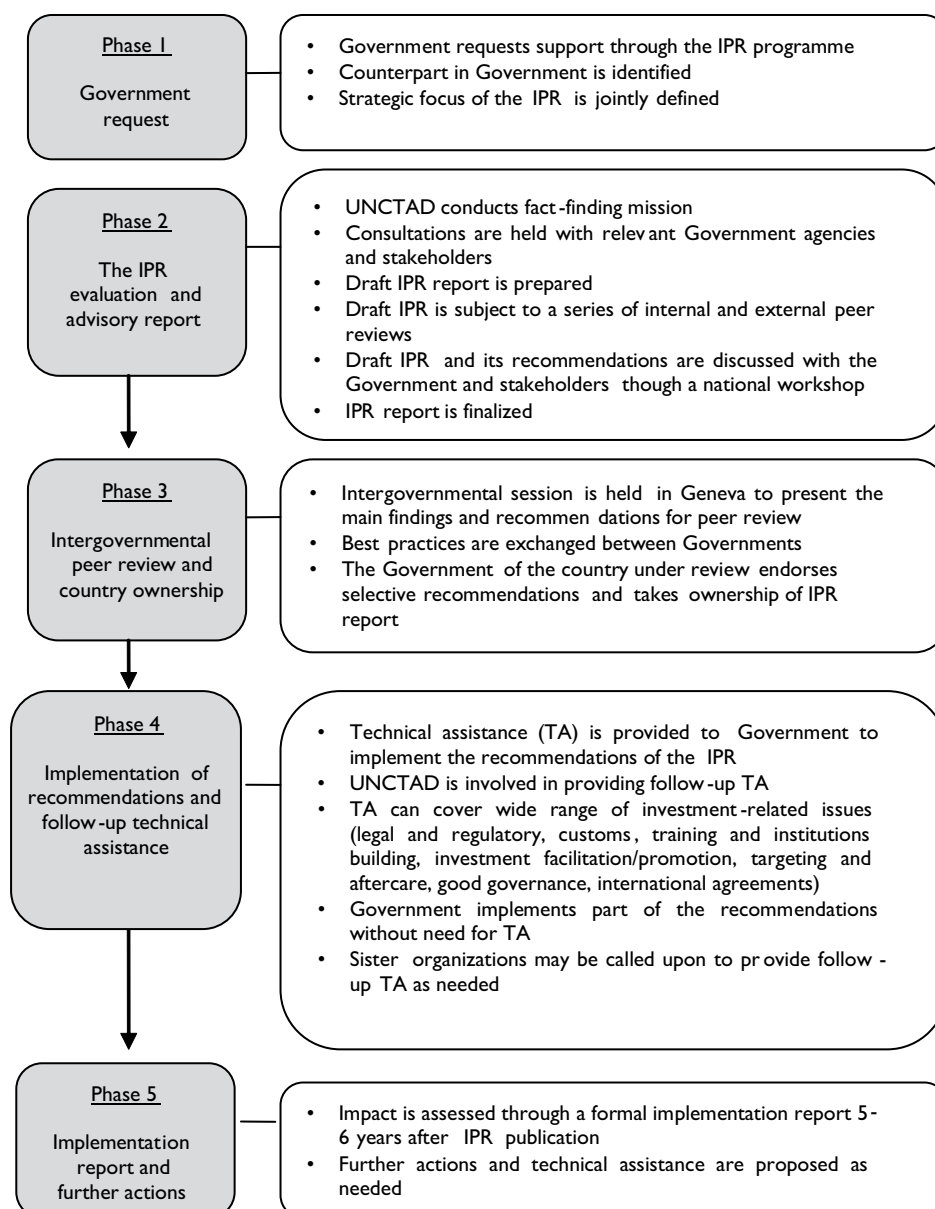 Phase 1
Government
request
• Government requests support through the IPR programme
• Counterpart in Government is identified
• Strategic focus of the IPR is jointly defined
Phase 2
The IPR
evaluation and
advisory report
• UNCTAD conducts fact-finding mission
• Consultations are held with relevant Government agencies
and stakeholders
• Draft IPR report is prepared
• Draft IPR is subject to a series of internal and external peer
reviews
• Draft IPR and its recommendations are discussed with the
Government and stakeholders though a national workshop
• IPR report is finalized
Phase 3
Intergovernmental
peer review and
country ownership
• Intergovernmental session is held in Geneva to present the
main findings and recommen dations for peer review
• Best practices are exchanged between Governments
• The Government of the country under review endorses
selective recommendations and takes ownership of IPR
report
Phase 4
Implementation of
recommendations and
follow-up technical
assistance
• Technical assistance (TA) is provided to Government to
implement the recommendations of the IPR
• UNCTAD is involved in providing follow-up TA
• TA can cover wide range of investment-related issues
(legal and regulatory, customs, training and institutions
building, investment facilitation/promotion, targeting and
aftercare, good governance, international agreements)
• Government implements part of the recommendations
without need for TA
• Sister organizations may be called upon to provide follow -
up TA as needed
Phase 5
Implementation
report and
further actions
• Impact is assessed through a formal implementation report 5-
6 years after IPR publication
• Further actions and technical assistance are proposed as
needed